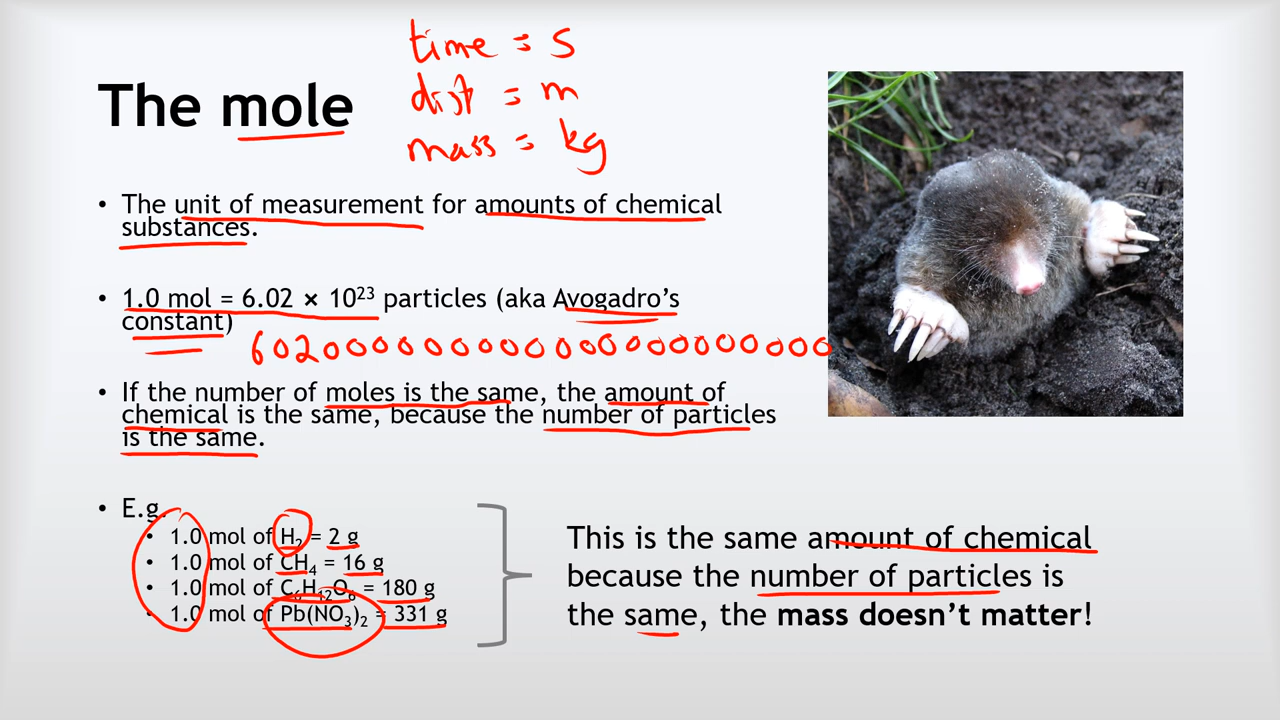 The mole
time = s
dist = m
mass = kg
• The unit of measurement for amounts of chemical
substances.
• 1.0 mol = 6.02 × 10²³ particles (aka Avogadro’s
constant)
602000000000000000000000
• If the number of moles is the same, the amount of
chemical is the same, because the number of particles
is the same.
• E.g.
• 1.0 mol of H₂ = 2 g
• 1.0 mol of CH₄ = 16 g
• 1.0 mol of C₆H₁₂O₆ = 180 g
• 1.0 mol of Pb(NO₃)₂ = 331 g
This is the same amount of chemical
because the number of particles is
the same, the mass doesn’t matter!